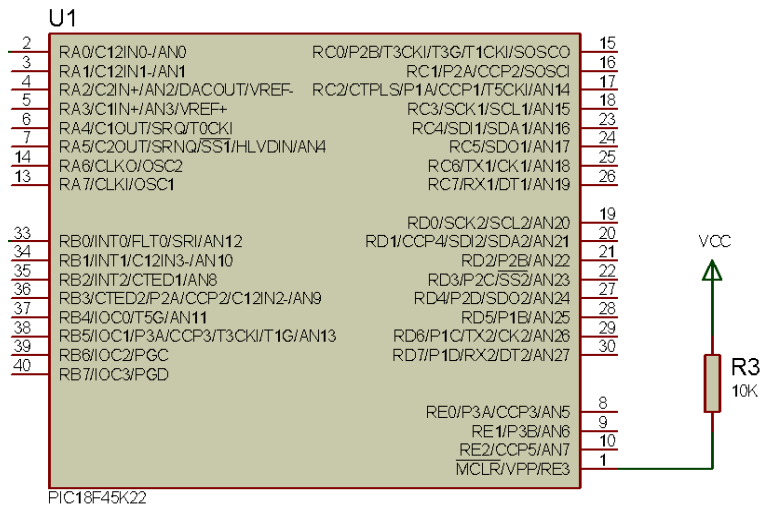 U1
2 RA0/C12IN0-/AN0
3 RA1/C12IN1-/AN1
4 RA2/C2IN+/AN2/DACOUT/VREF-
5 RA3/C1IN+/AN3/VREF+
6 RA4/C1OUT/SRQ/T0CKI
7 RA5/C2OUT/SRNQ/SS1/HLVDIN/AN4
14 RA6/CLKO/OSC2
13 RA7/CLKI/OSC1
33 RB0/INT0/FLT0/SRI/AN12
34 RB1/INT1/C12IN3-/AN10
35 RB2/INT2/CTED1/AN8
36 RB3/CTED2/P2A/CCP2/C12IN2-/AN9
37 RB4/IOC0/T5G/AN11
38 RB5/IOC1/P3A/CCP3/T3CKI/T1G/AN13
39 RB6/IOC2/PGC
40 RB7/IOC3/PGD
RC0/P2B/T3CKI/T3G/T1CKI/SOSCO 15
RC1/P2A/CCP2/SOSCI 16
RC2/CTPLS/P1A/CCP1/T5CKI/AN14 17
RC3/SCK1/SCL1/AN15 18
RC4/SDI1/SDA1/AN16 23
RC5/SDO1/AN17 24
RC6/TX1/CK1/AN18 25
RC7/RX1/DT1/AN19 26
RD0/SCK2/SCL2/AN20 19
RD1/CCP4/SDI2/SDA2/AN21 20
RD2/P2B/AN22 21
RD3/P2C/SS2/AN23 22
RD4/P2D/SDO2/AN24 27
RD5/P1B/AN25 28
RD6/P1C/TX2/CK2/AN26 29
RD7/P1D/RX2/DT2/AN27 30
RE0/P3A/CCP3/AN5 8
RE1/P3B/AN6 9
RE2/CCP5/AN7 10
MCLR/VPP/RE3 1
PIC18F45K22
VCC
R3
10K